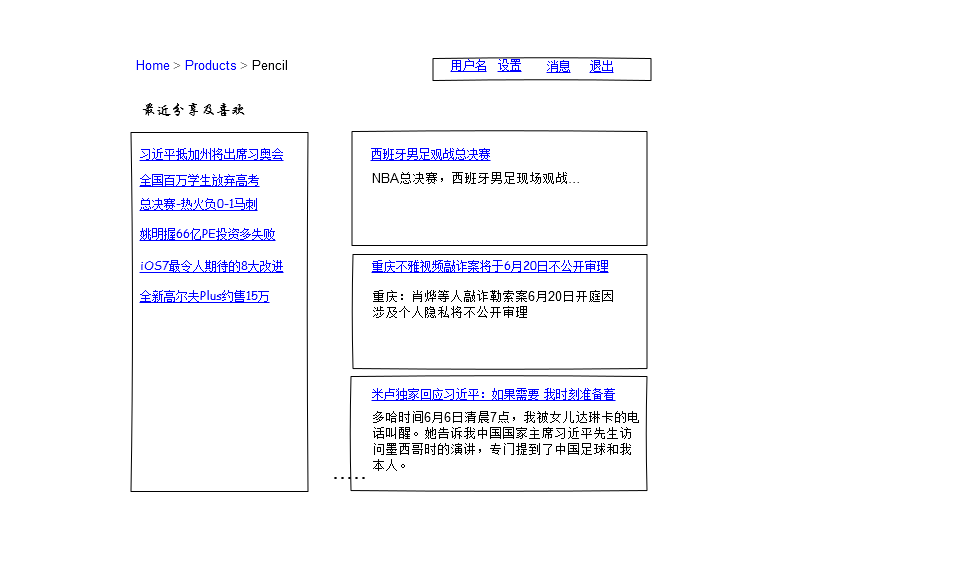 Home > Products > Pencil
用户名 设置 消息 退出
最近分享及喜欢
习近平抵加州将出席习奥会
全国百万学生放弃高考
总决赛-热火负0-1马刺
姚明握66亿PE投资多失败
iOS7最令人期待的8大改进
全新高尔夫Plus约售15万
西班牙男足观战总决赛
NBA总决赛，西班牙男足现场观战...
重庆不雅视频敲诈案将于6月20日不公开审理
重庆：肖烨等人敲诈勒索案6月20日开庭因
涉及个人隐私将不公开审理
米卢独家回应习近平：如果需要 我时刻准备着
多哈时间6月6日清晨7点，我被女儿达琳卡的电
话叫醒。她告诉我中国国家主席习近平先生访
问墨西哥时的演讲，专门提到了中国足球和我
本人。
.....